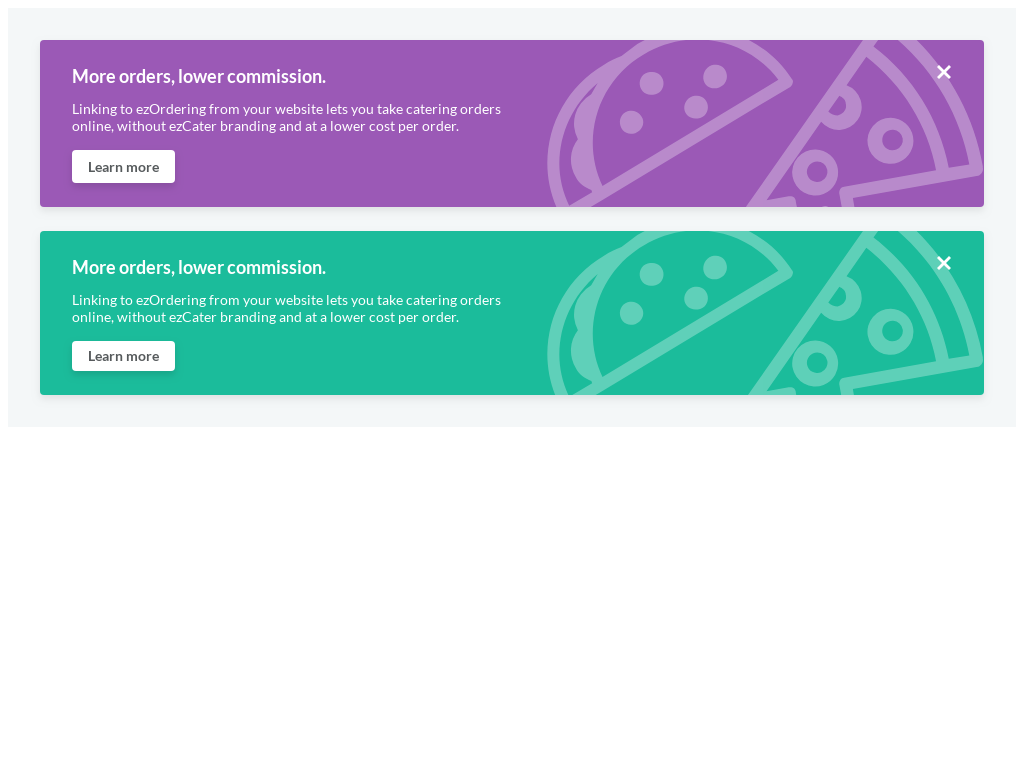 More orders, lower commission.
Linking to ezOrdering from your website lets you take catering orders
online, without ezCater branding and at a lower cost per order.
Learn more
More orders, lower commission.
Linking to ezOrdering from your website lets you take catering orders
online, without ezCater branding and at a lower cost per order.
Learn more